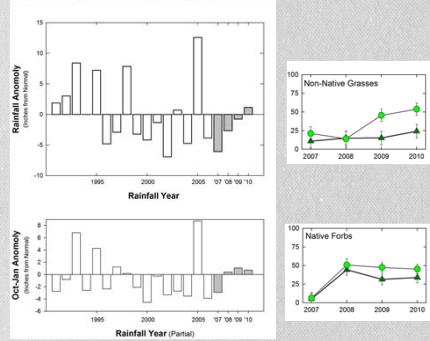 15
10
5
0
-5
-10
Rainfall Anomoly
(Inches from Normal)
1995 2000 2005 '07 '08 '09 '10
Rainfall Year
8
6
4
2
0
-2
-4
-6
Oct-Jan Anomoly
(Inches from Normal)
1995 2000 2005 '07 '08 '09 '10
Rainfall Year (Partial)
Non-Native Grasses
100
75
50
25
0
2007 2008 2009 2010
Native Forbs
100
75
50
25
0
2007 2008 2009 2010